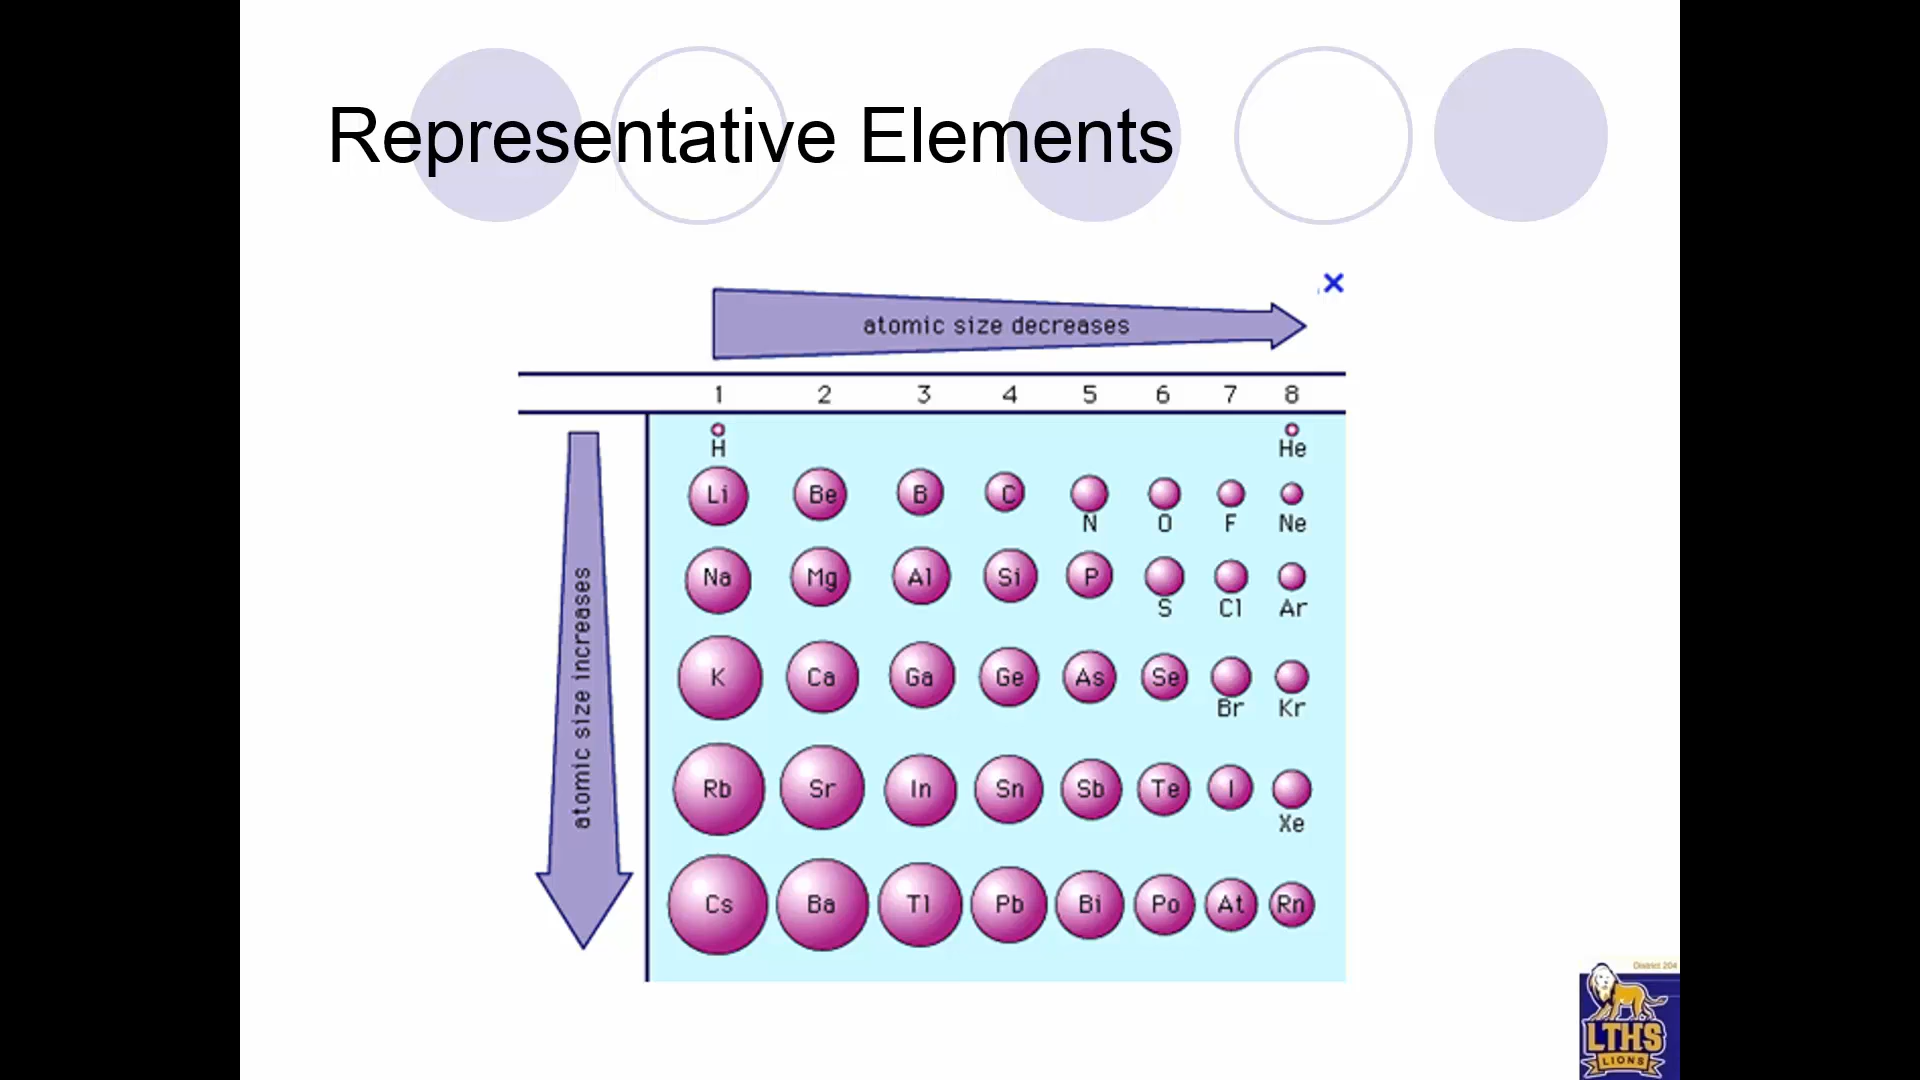 Representative Elements
atomic size decreases
1 2 3 4 5 6 7 8
H He
Li Be B C N O F Ne
Na Mg Al Si P S Cl Ar
K Ca Ga Ge As Se Br Kr
Rb Sr In Sn Sb Te I Xe
Cs Ba Tl Pb Bi Po At Rn
atomic size increases
District 204
LTHS
LIONS